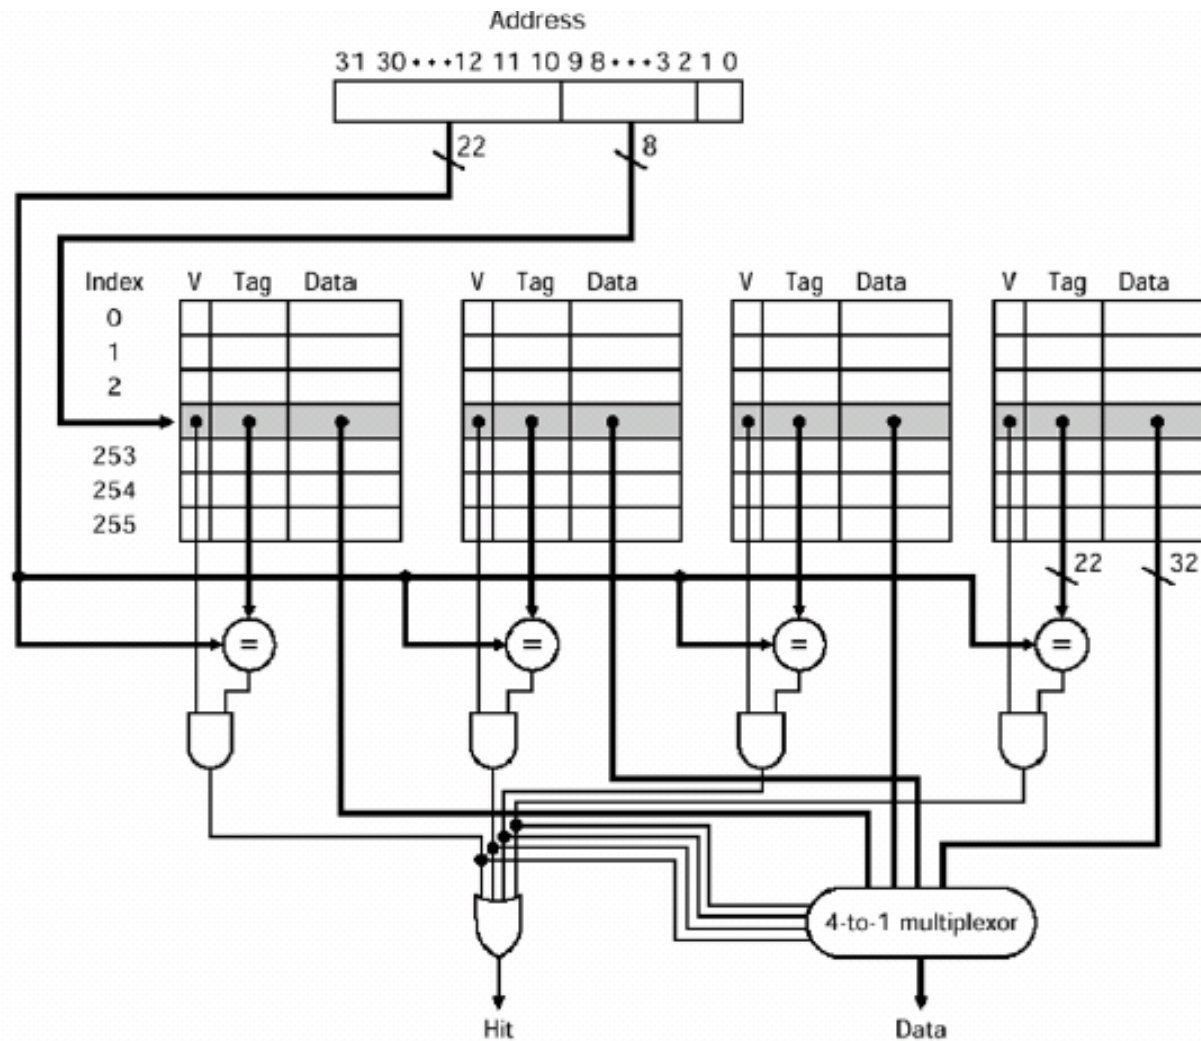 Address
31 30 • • • 12 11 10 9 8 • • • 3 2 1 0
22 8
Index V Tag Data V Tag Data V Tag Data V Tag Data
0
1
2
253
254
255
22 32
= = = =
4-to-1 multiplexor
Hit Data